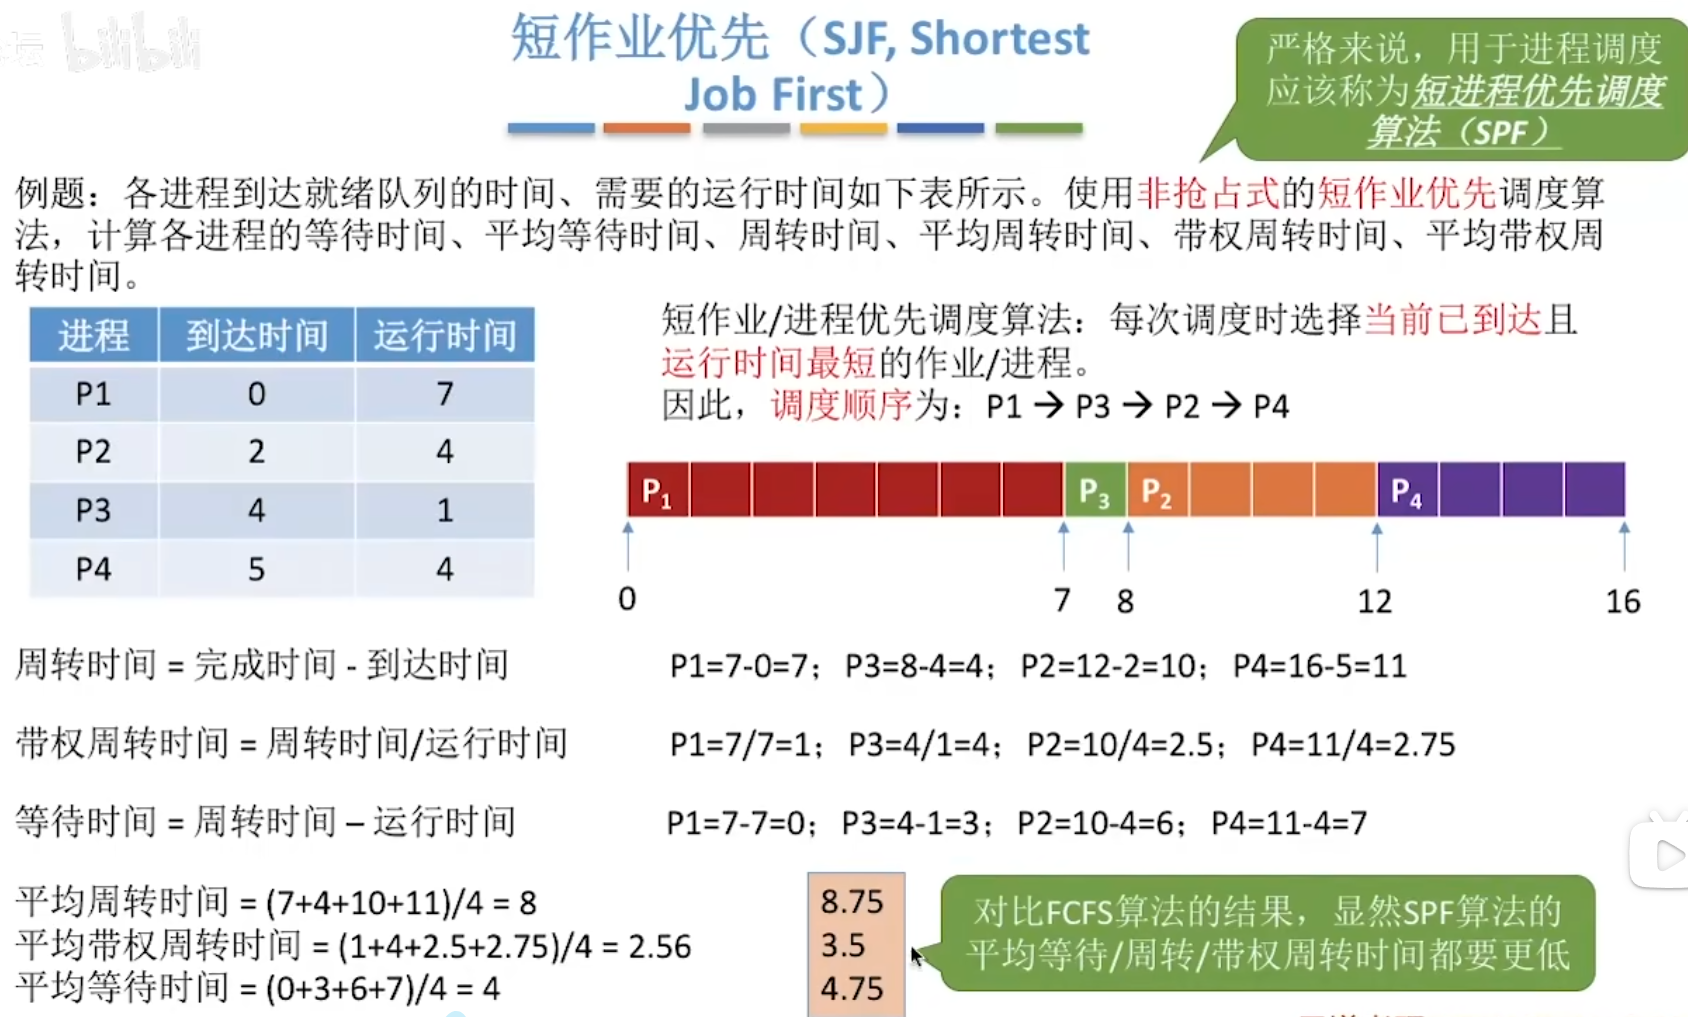 坛 bilibili
短作业优先（SJF, Shortest
Job First）
严格来说，用于进程调度
应该称为短进程优先调度
算法（SPF）
例题：各进程到达就绪队列的时间、需要的运行时间如下表所示。使用非抢占式的短作业优先调度算
法，计算各进程的等待时间、平均等待时间、周转时间、平均周转时间、带权周转时间、平均带权周
转时间。
进程 到达时间 运行时间
P1 0 7
P2 2 4
P3 4 1
P4 5 4
短作业/进程优先调度算法：每次调度时选择当前已到达且
运行时间最短的作业/进程。
因此，调度顺序为：P1 → P3 → P2 → P4
P1 P3 P2 P4
0 7 8 12 16
周转时间 = 完成时间 - 到达时间
P1=7-0=7；P3=8-4=4；P2=12-2=10；P4=16-5=11
带权周转时间 = 周转时间/运行时间
P1=7/7=1；P3=4/1=4；P2=10/4=2.5；P4=11/4=2.75
等待时间 = 周转时间 – 运行时间
P1=7-7=0；P3=4-1=3；P2=10-4=6；P4=11-4=7
平均周转时间 = (7+4+10+11)/4 = 8
平均带权周转时间 = (1+4+2.5+2.75)/4 = 2.56
平均等待时间 = (0+3+6+7)/4 = 4
8.75
3.5
4.75
对比FCFS算法的结果，显然SPF算法的
平均等待/周转/带权周转时间都要更低